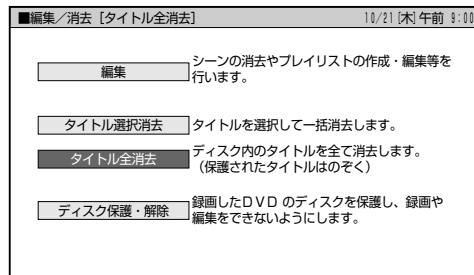 ■編集／消去［タイトル全消去］ 10/21[木]午前 9:00
編集 シーンの消去やプレイリストの作成・編集等を
行います。
タイトル選択消去 タイトルを選択して一括消去します。
タイトル全消去 ディスク内のタイトルを全て消去します。
（保護されたタイトルはのぞく）
ディスク保護・解除 録画したＤＶＤ のディスクを保護し、録画や
編集をできないようにします。